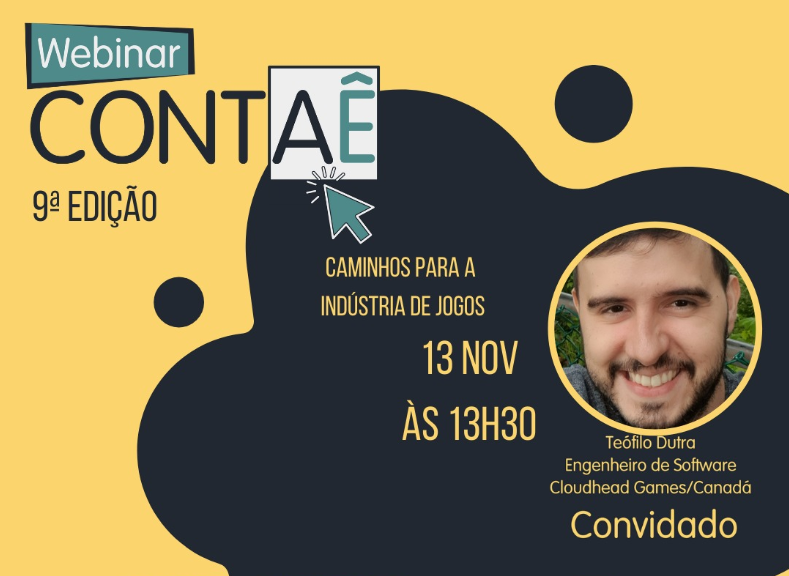 Webinar
CONTAÊ
9ª EDIÇÃO
CAMINHOS PARA A
INDÚSTRIA DE JOGOS
13 NOV
ÀS 13H30
Teófilo Dutra
Engenheiro de Software
Cloudhead Games/Canadá
Convidado